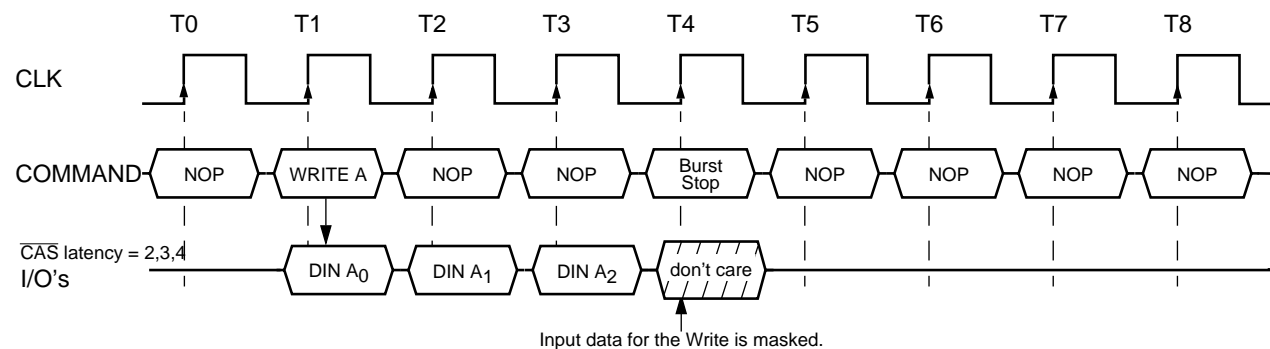 T0 T1 T2 T3 T4 T5 T6 T7 T8
CLK
COMMAND NOP WRITE A NOP NOP Burst Stop NOP NOP NOP NOP
CAS latency = 2,3,4
I/O's DIN A0 DIN A1 DIN A2 don't care
Input data for the Write is masked.